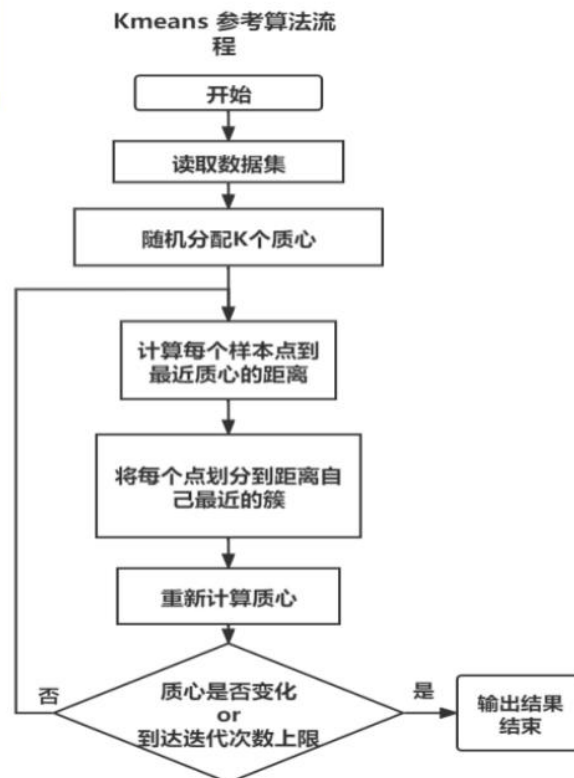 Kmeans 参考算法流
程
开始
读取数据集
随机分配K个质心
计算每个样本点到
最近质心的距离
将每个点划分到距离自
己最近的簇
重新计算质心
质心是否变化
or
到达迭代次数上限
否
是
输出结果
结束